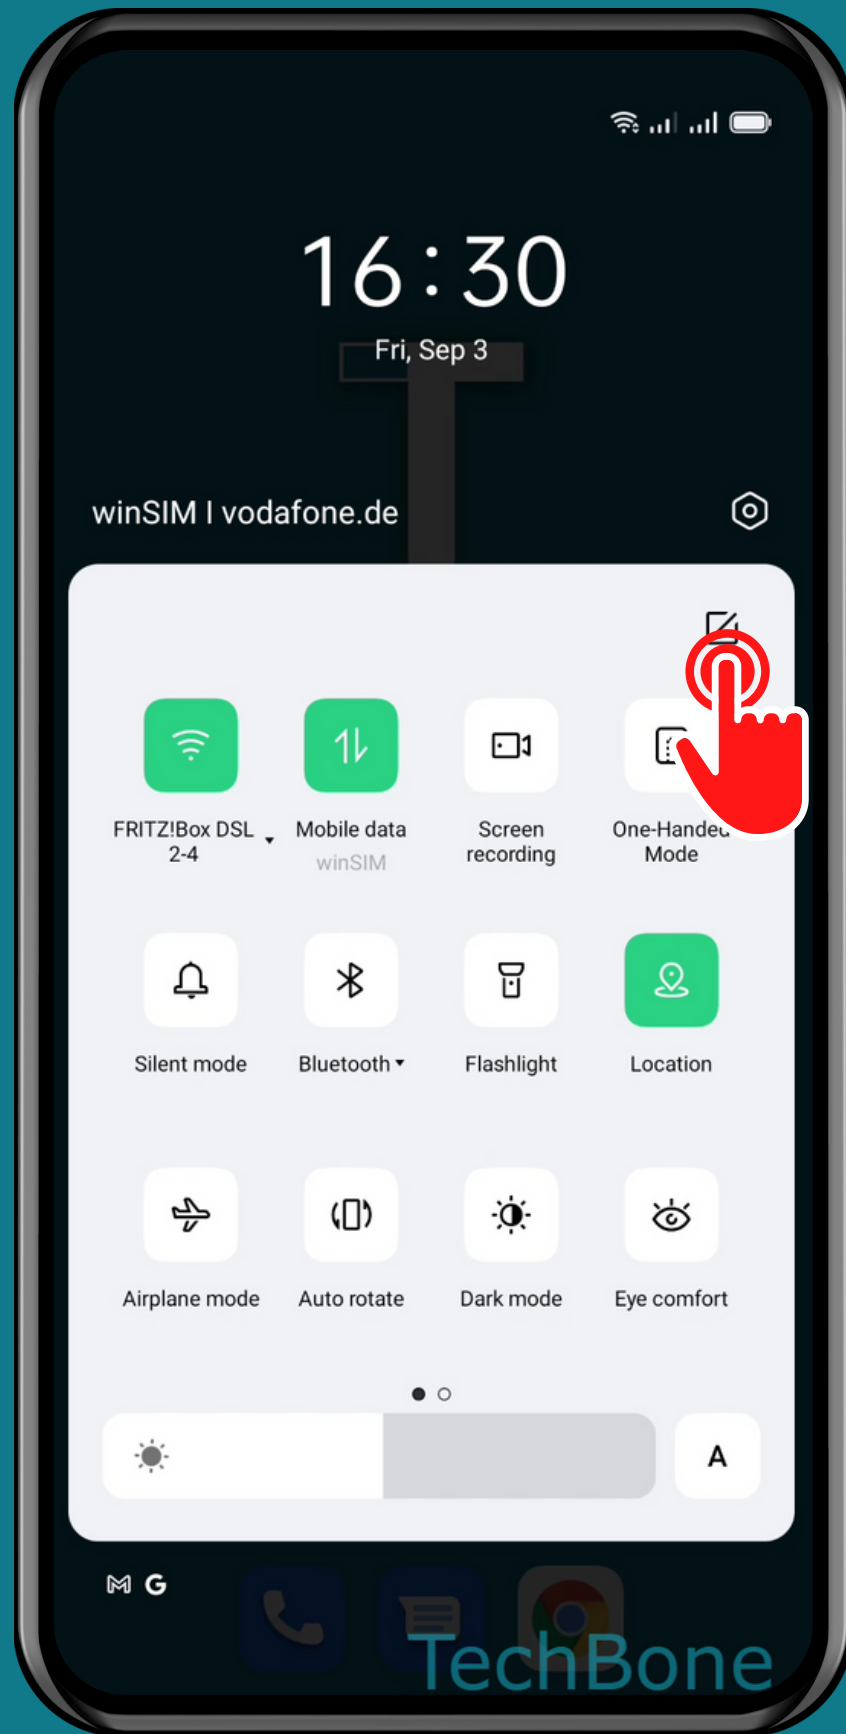 16:30
Fri, Sep 3
winSIM I vodafone.de
FRITZ!Box DSL
2-4
Mobile data
winSIM
Screen
recording
One-Handed
Mode
Silent mode
Bluetooth
Flashlight
Location
Airplane mode
Auto rotate
Dark mode
Eye comfort
A
M G
TechBone